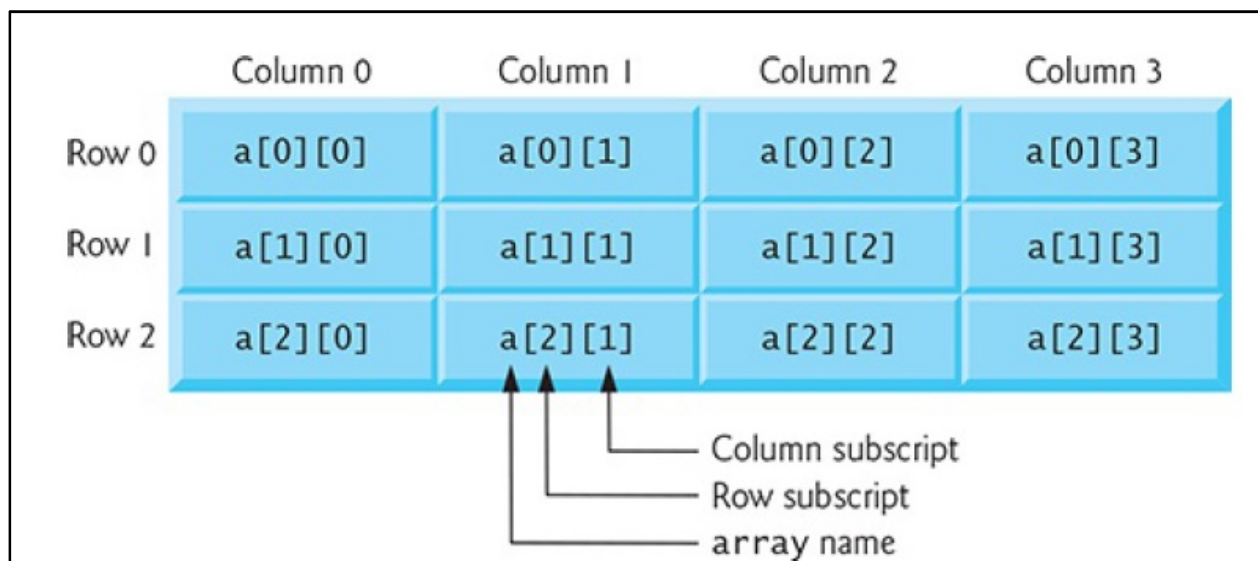 Column 0 Column 1 Column 2 Column 3
Row 0 a[0][0] a[0][1] a[0][2] a[0][3]
Row 1 a[1][0] a[1][1] a[1][2] a[1][3]
Row 2 a[2][0] a[2][1] a[2][2] a[2][3]
Column subscript
Row subscript
array name